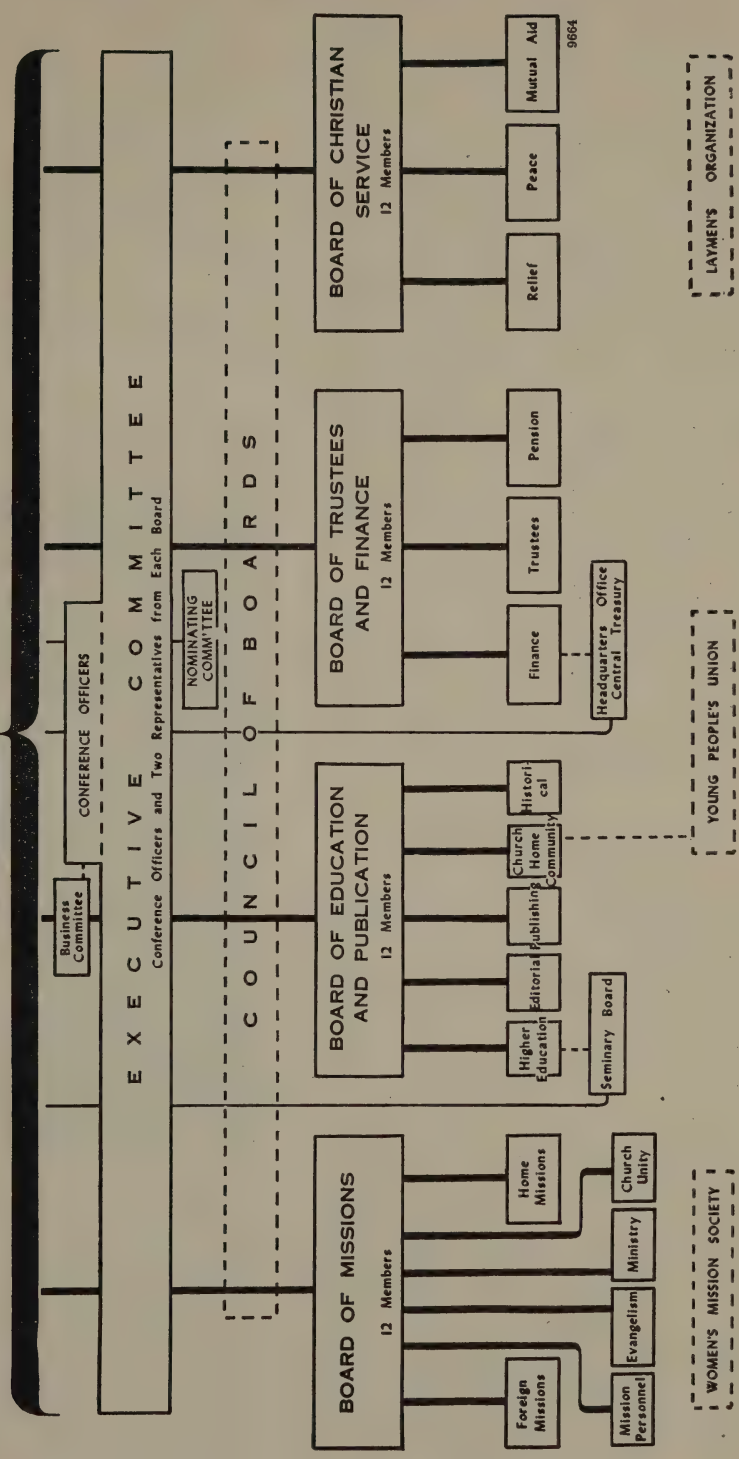 Business
Committee
CONFERENCE OFFICERS
EXECUTIVE COMMITTEE
Conference Officers and Two Representatives from Each Board
NOMINATING
COMM'TTEE
COUNCIL OF BOARDS
BOARD OF MISSIONS
12 Members
Foreign
Missions
Mission
Personnel
Evangelism
Ministry
Church
Unity
Home
Missions
BOARD OF EDUCATION
AND PUBLICATION
12 Members
Higher
Education
Editorial
Publishing
Church
Home
Community
Histori-
cal
Seminary Board
BOARD OF TRUSTEES
AND FINANCE
12 Members
Finance
Trustees
Pension
Headquarters Office
Central Treasury
BOARD OF CHRISTIAN
SERVICE
12 Members
Relief
Peace
Mutual Aid
9664
WOMEN'S MISSION SOCIETY
YOUNG PEOPLE'S UNION
LAYMEN'S ORGANIZATION